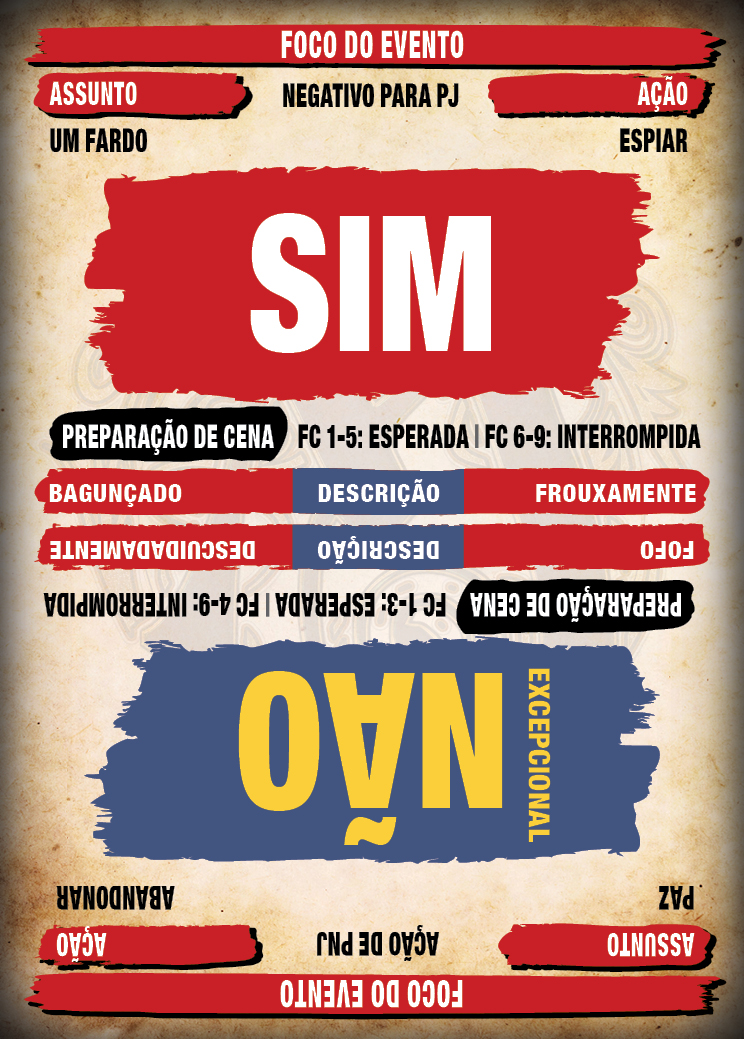 FOCO DO EVENTO
ASSUNTO NEGATIVO PARA PJ AÇÃO
UM FARDO ESPIAR
SIM
PREPARAÇÃO DE CENA FC 1-5: ESPERADA | FC 6-9: INTERROMPIDA
BAGUNÇADO DESCRIÇÃO FROUXAMENTE
FOCO DO EVENTO
ASSUNTO AÇÃO DE PNJ AÇÃO
PAZ ABANDONAR
NÃO
EXCEPCIONAL
PREPARAÇÃO DE CENA FC 1-3: ESPERADA | FC 4-9: INTERROMPIDA
FOFO DESCRIÇÃO DESCUIDADAMENTE